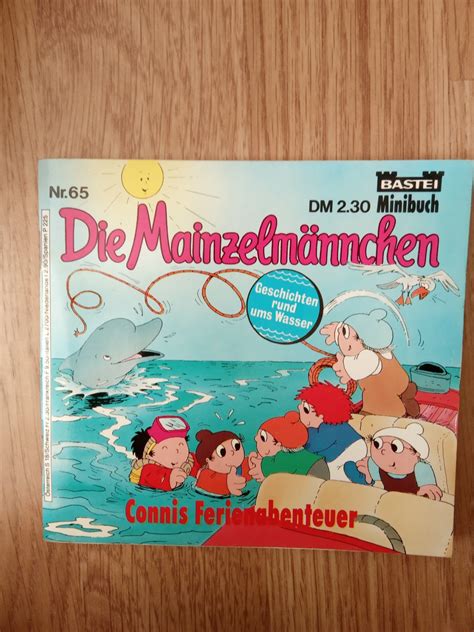 Nr.65
BASTEI
DM 2.30 Minibuch
Die Mainzelmännchen
Geschichten
rund
ums Wasser
Connis Ferienabenteuer